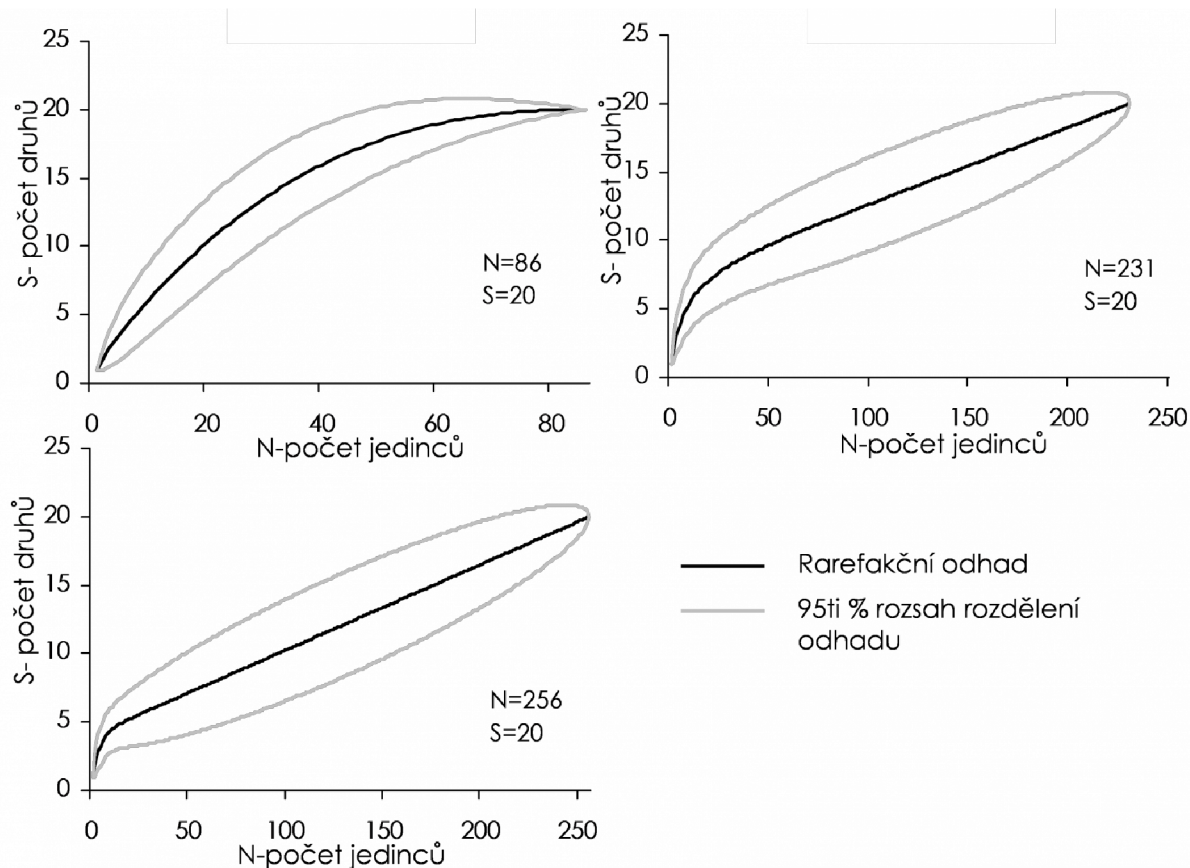 25
20
15
10
5
0
S- počet druhů
N=86
S=20
0 20 40 60 80
N-počet jedinců
25
20
15
10
5
0
S- počet druhů
N=231
S=20
0 50 100 150 200 250
N-počet jedinců
25
20
15
10
5
0
S- počet druhů
N=256
S=20
0 50 100 150 200 250
N-počet jedinců
Rarefakční odhad
95ti % rozsah rozdělení
odhadu